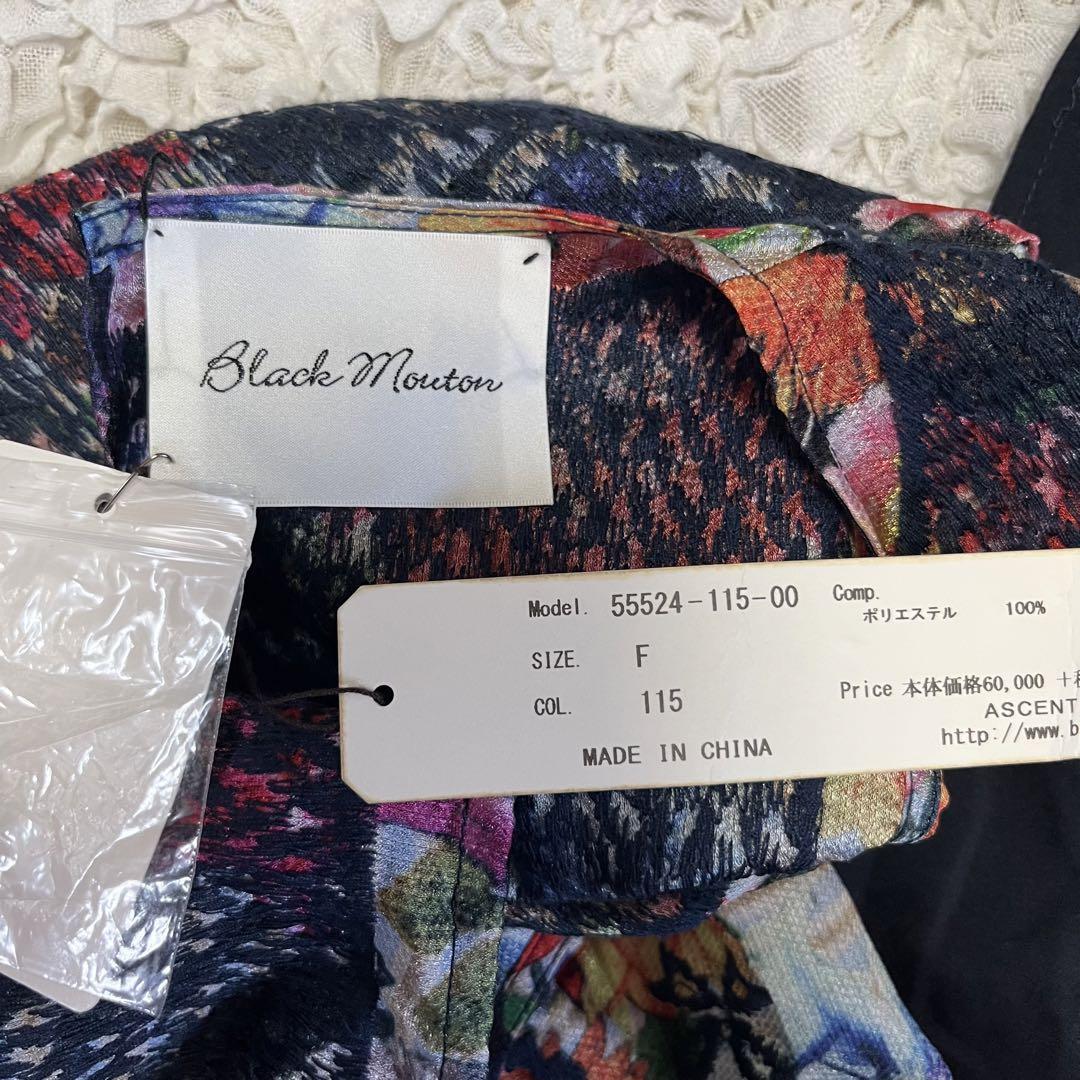 Black Mouton
Model. 55524-115-00
Comp.
ポリエステル 100%
SIZE. F
COL. 115
Price 本体価格60,000 +
ASCENT
http://www.b
MADE IN CHINA